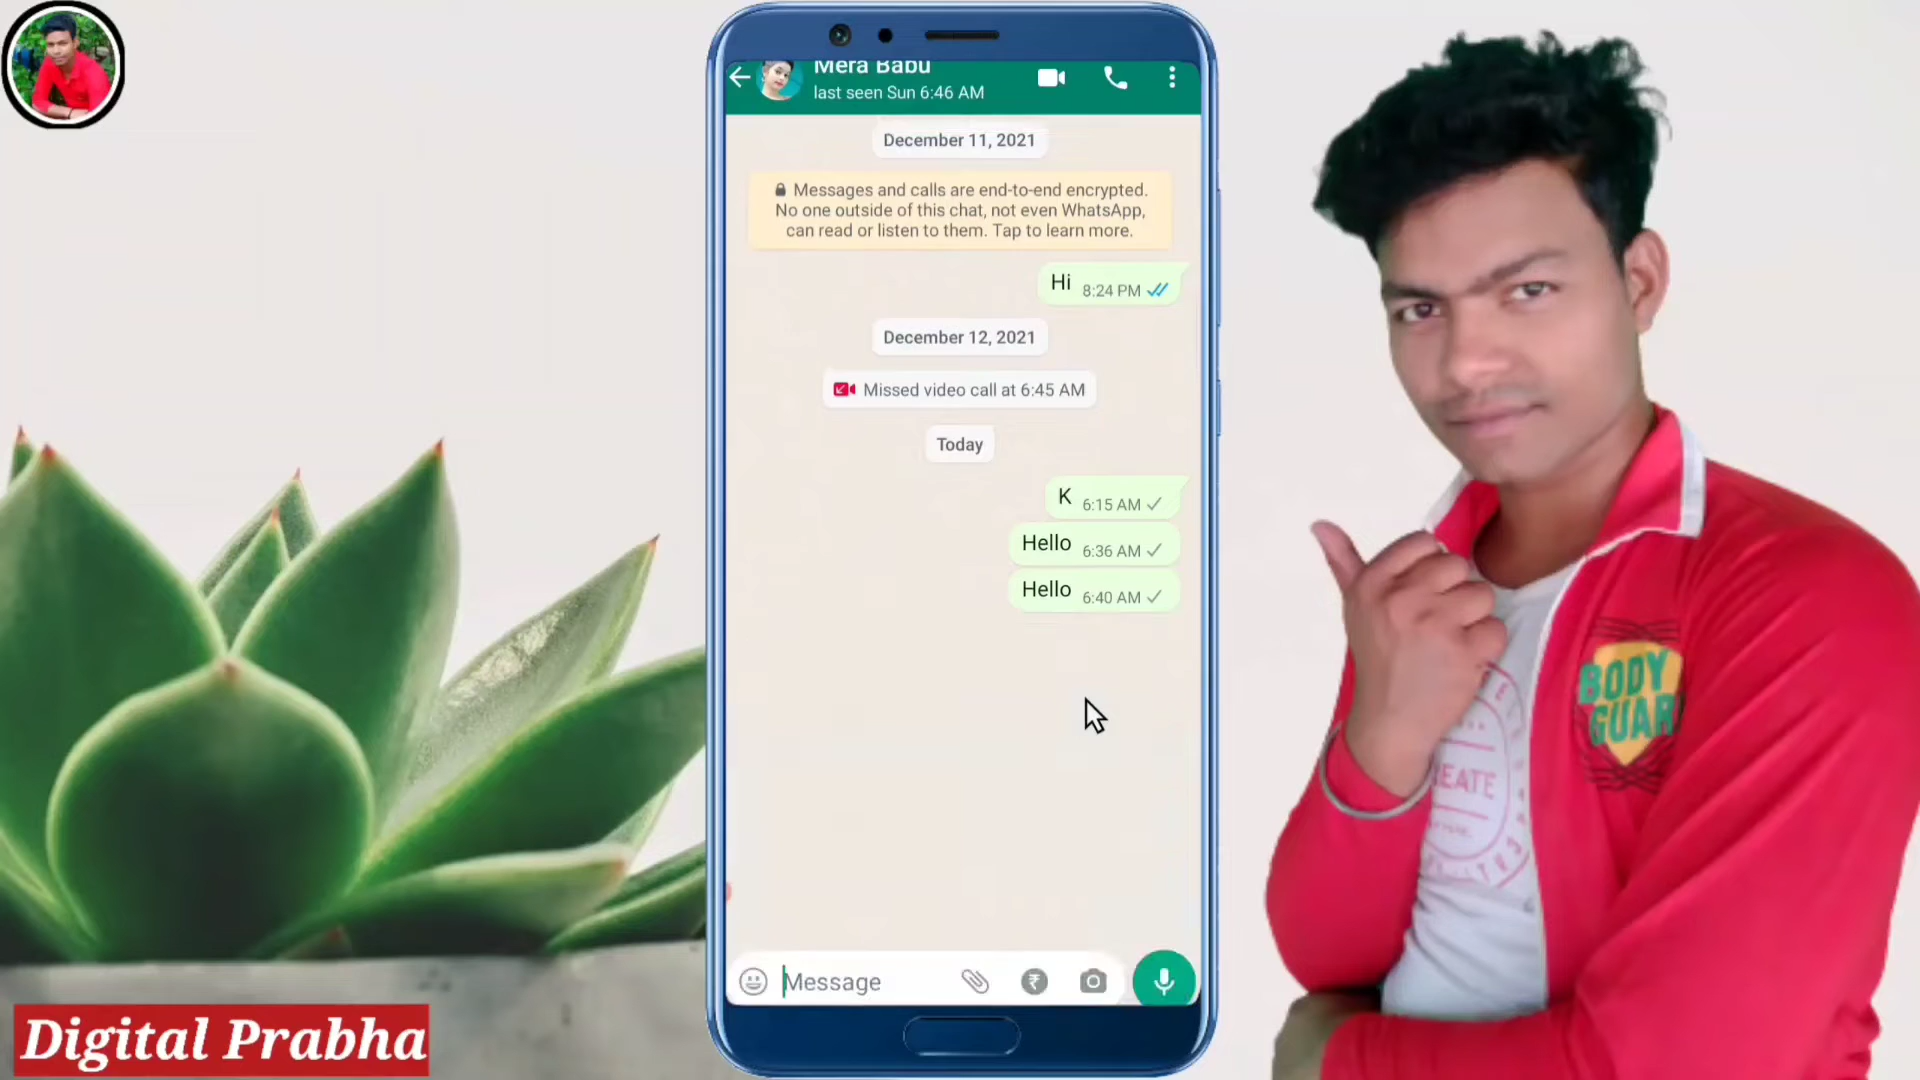 Mera Babu
last seen Sun 6:46 AM
December 11, 2021
Messages and calls are end-to-end encrypted.
No one outside of this chat, not even WhatsApp,
can read or listen to them. Tap to learn more.
Hi 8:24 PM
December 12, 2021
Missed video call at 6:45 AM
Today
K 6:15 AM
Hello 6:36 AM
Hello 6:40 AM
Message
BODY
GUAR
EATE
Digital Prabha